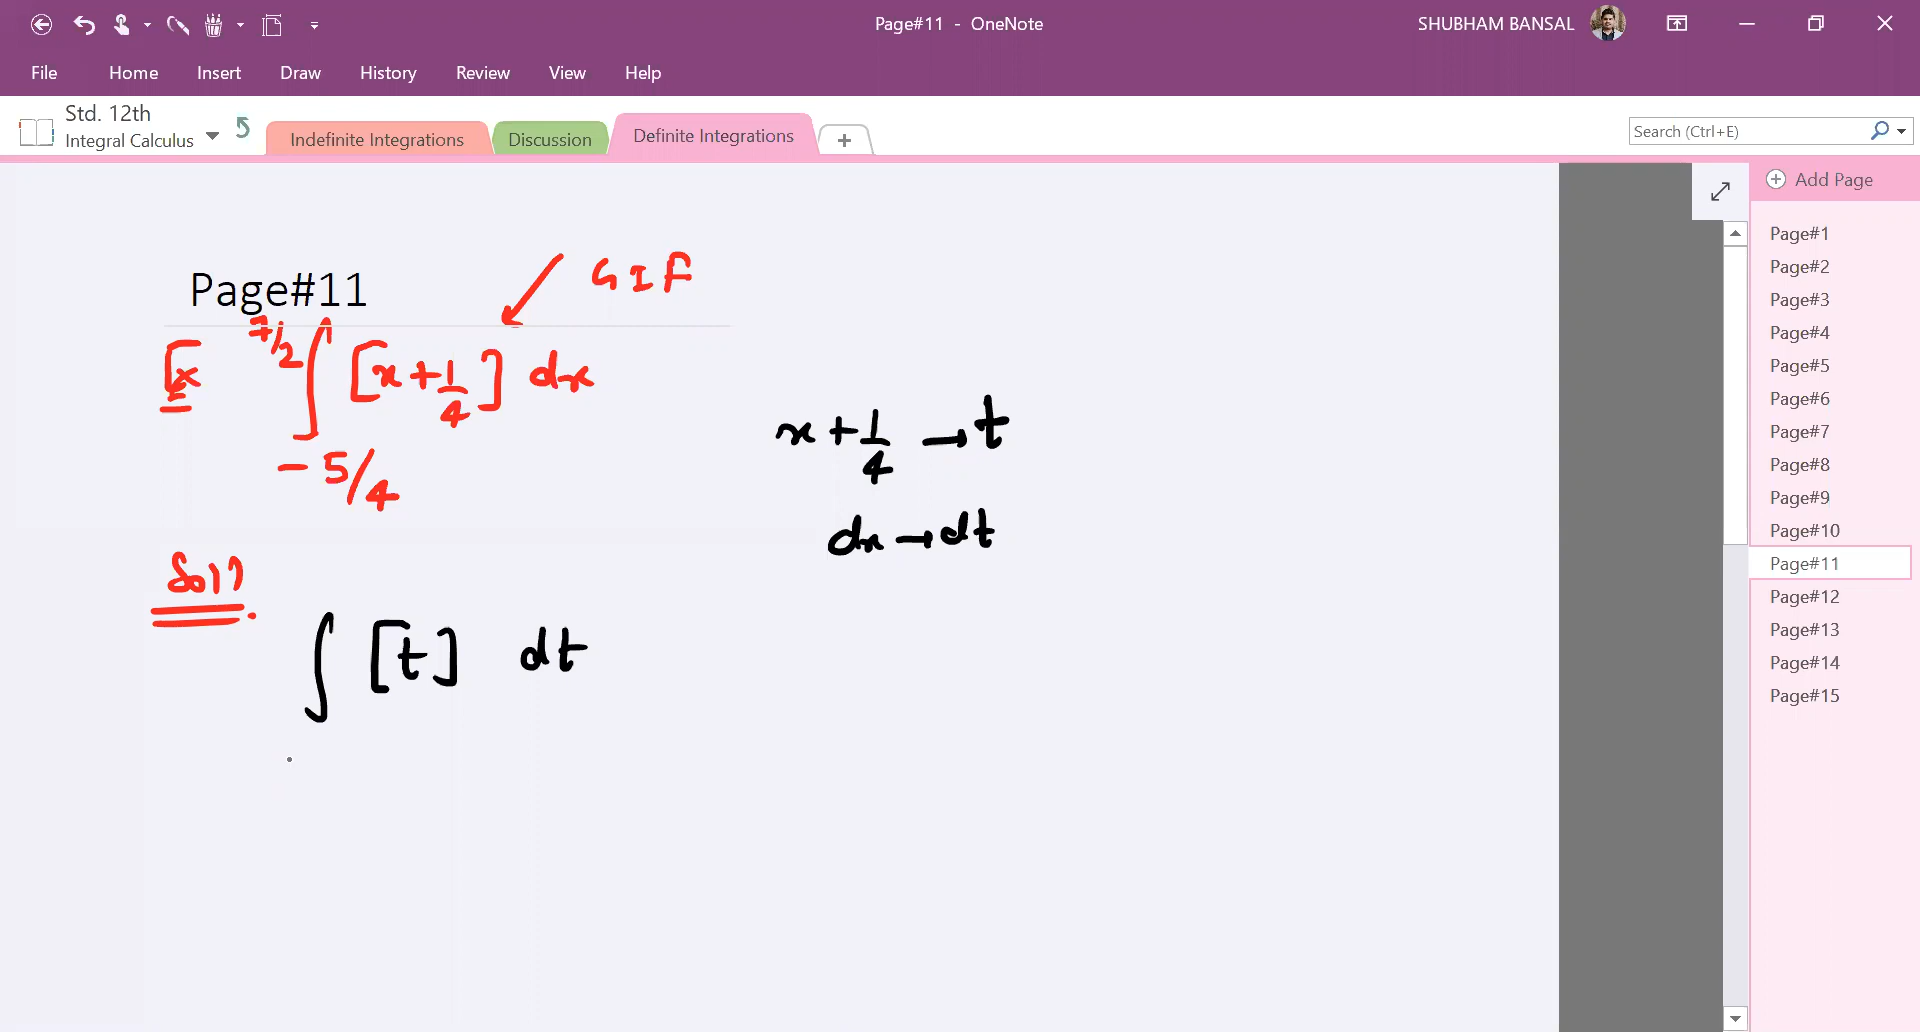 Page#11 - OneNote
SHUBHAM BANSAL
File Home Insert Draw History Review View Help
Std. 12th
Integral Calculus
Indefinite Integrations
Discussion
Definite Integrations
+
Search (Ctrl+E)
Add Page
Page#1
Page#2
Page#3
Page#4
Page#5
Page#6
Page#7
Page#8
Page#9
Page#10
Page#11
Page#12
Page#13
Page#14
Page#15
Page#11
GIF
Ex ∫_{-5/4}^{7/2} [x + 1/4] dx
x + 1/4 → t
dx → dt
Soln.
∫ [t] dt